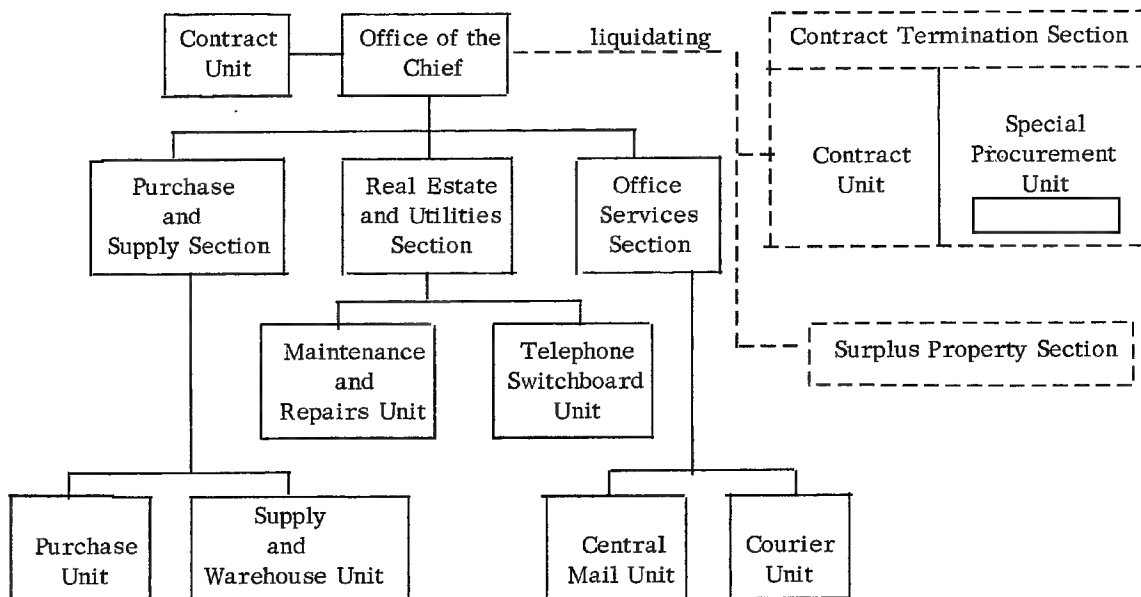 Contract
Unit
Office of the
Chief
liquidating
Contract Termination Section
Contract
Unit
Special
Procurement
Unit
Purchase
and
Supply Section
Real Estate
and Utilities
Section
Office
Services
Section
Maintenance
and
Repairs Unit
Telephone
Switchboard
Unit
Surplus Property Section
Purchase
Unit
Supply
and
Warehouse Unit
Central
Mail Unit
Courier
Unit